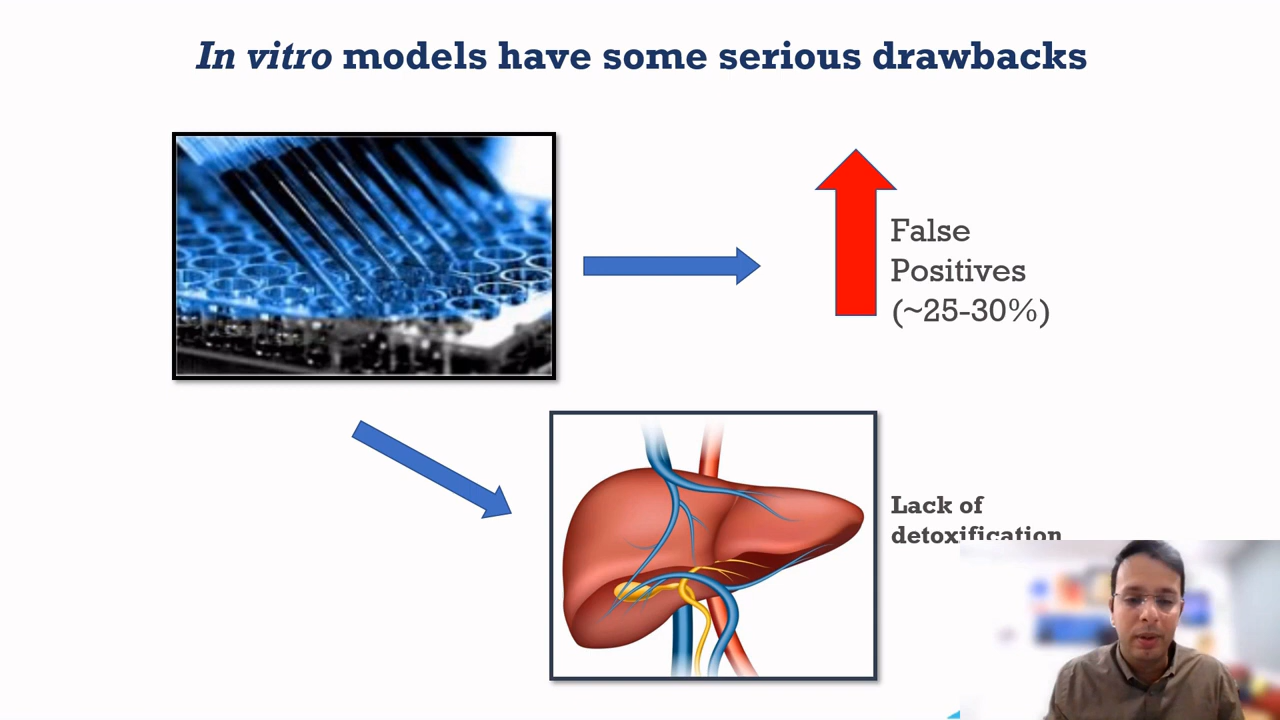 In vitro models have some serious drawbacks
False
Positives
(~25-30%)
Lack of
detoxification